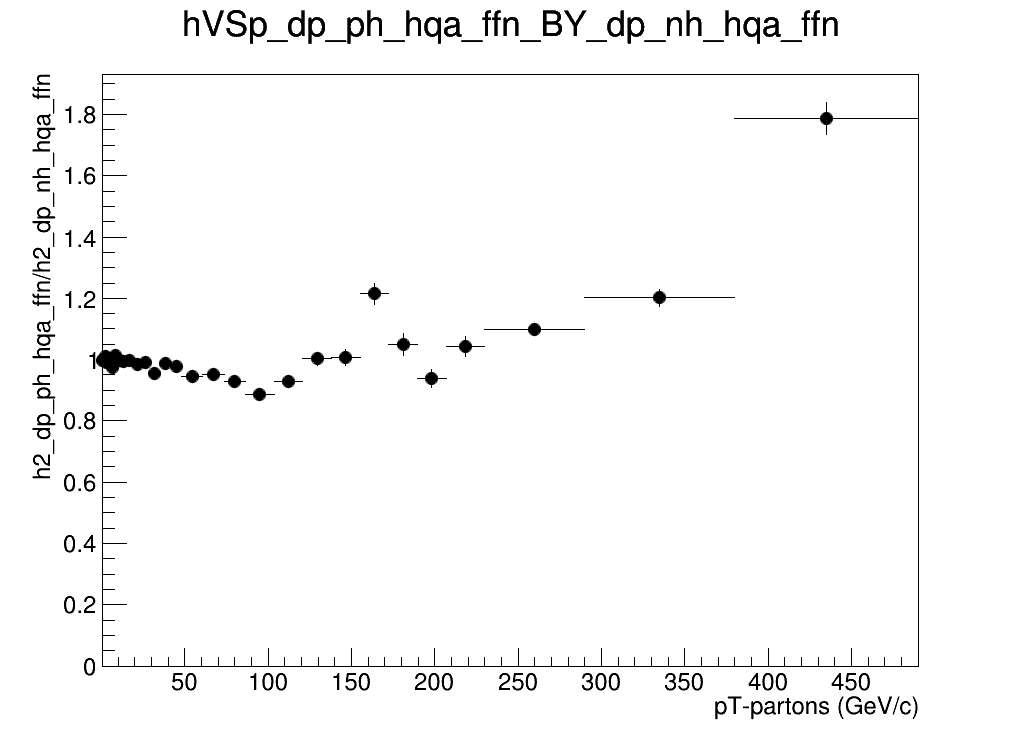 hVSp_dp_ph_hqa_ffn_BY_dp_nh_hqa_ffn
h2_dp_ph_hqa_ffn/h2_dp_nh_hqa_ffn
1.8
1.6
1.4
1.2
1
0.8
0.6
0.4
0.2
0
50 100 150 200 250 300 350 400 450
pT-partons (GeV/c)